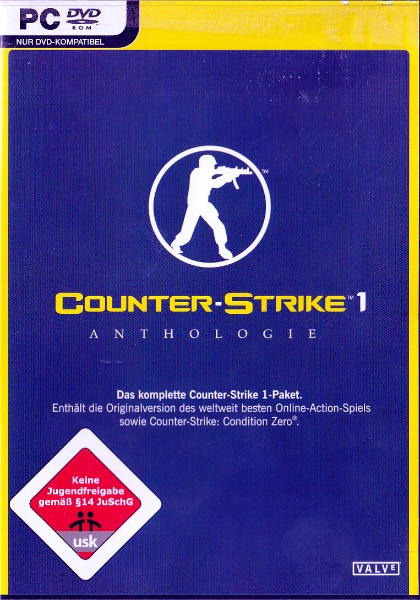 PC DVD
ROM
NUR DVD-KOMPATIBEL
COUNTER-STRIKE™ 1
ANTHOLOGIE
Das komplette Counter-Strike 1-Paket.
Enthält die Originalversion des weltweit besten Online-Action-Spiels
sowie Counter-Strike: Condition Zero®.
Keine
Jugendfreigabe
gemäß §14 JuSchG
usk
VALVE